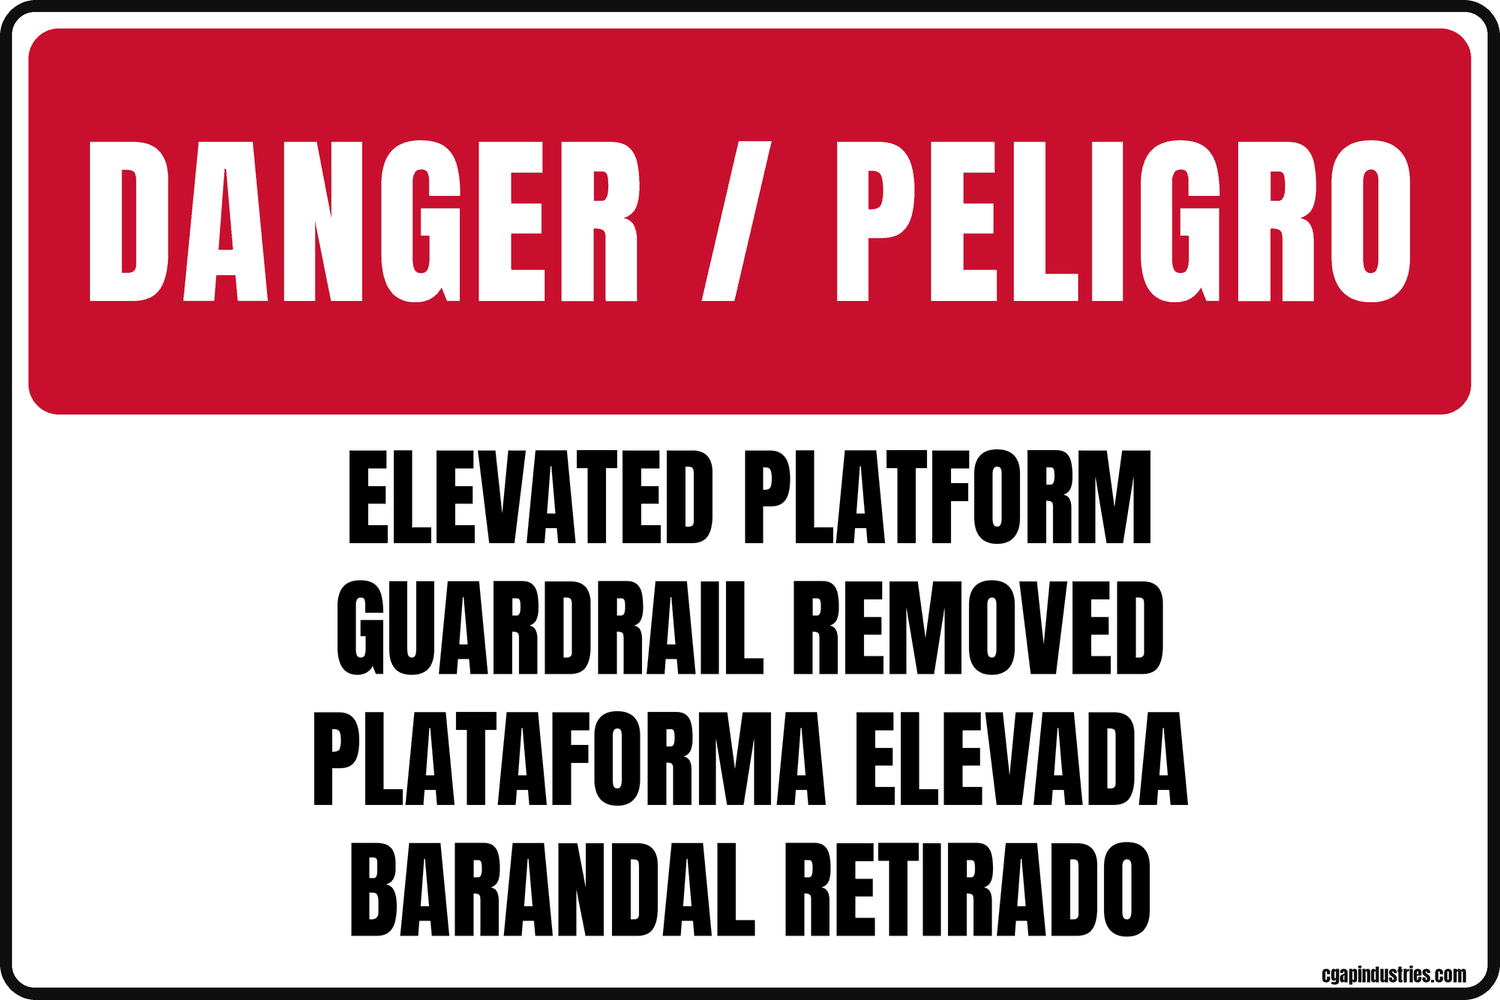 DANGER / PELIGRO
ELEVATED PLATFORM
GUARDRAIL REMOVED
PLATAFORMA ELEVADA
BARANDAL RETIRADO
cgapindustries.com